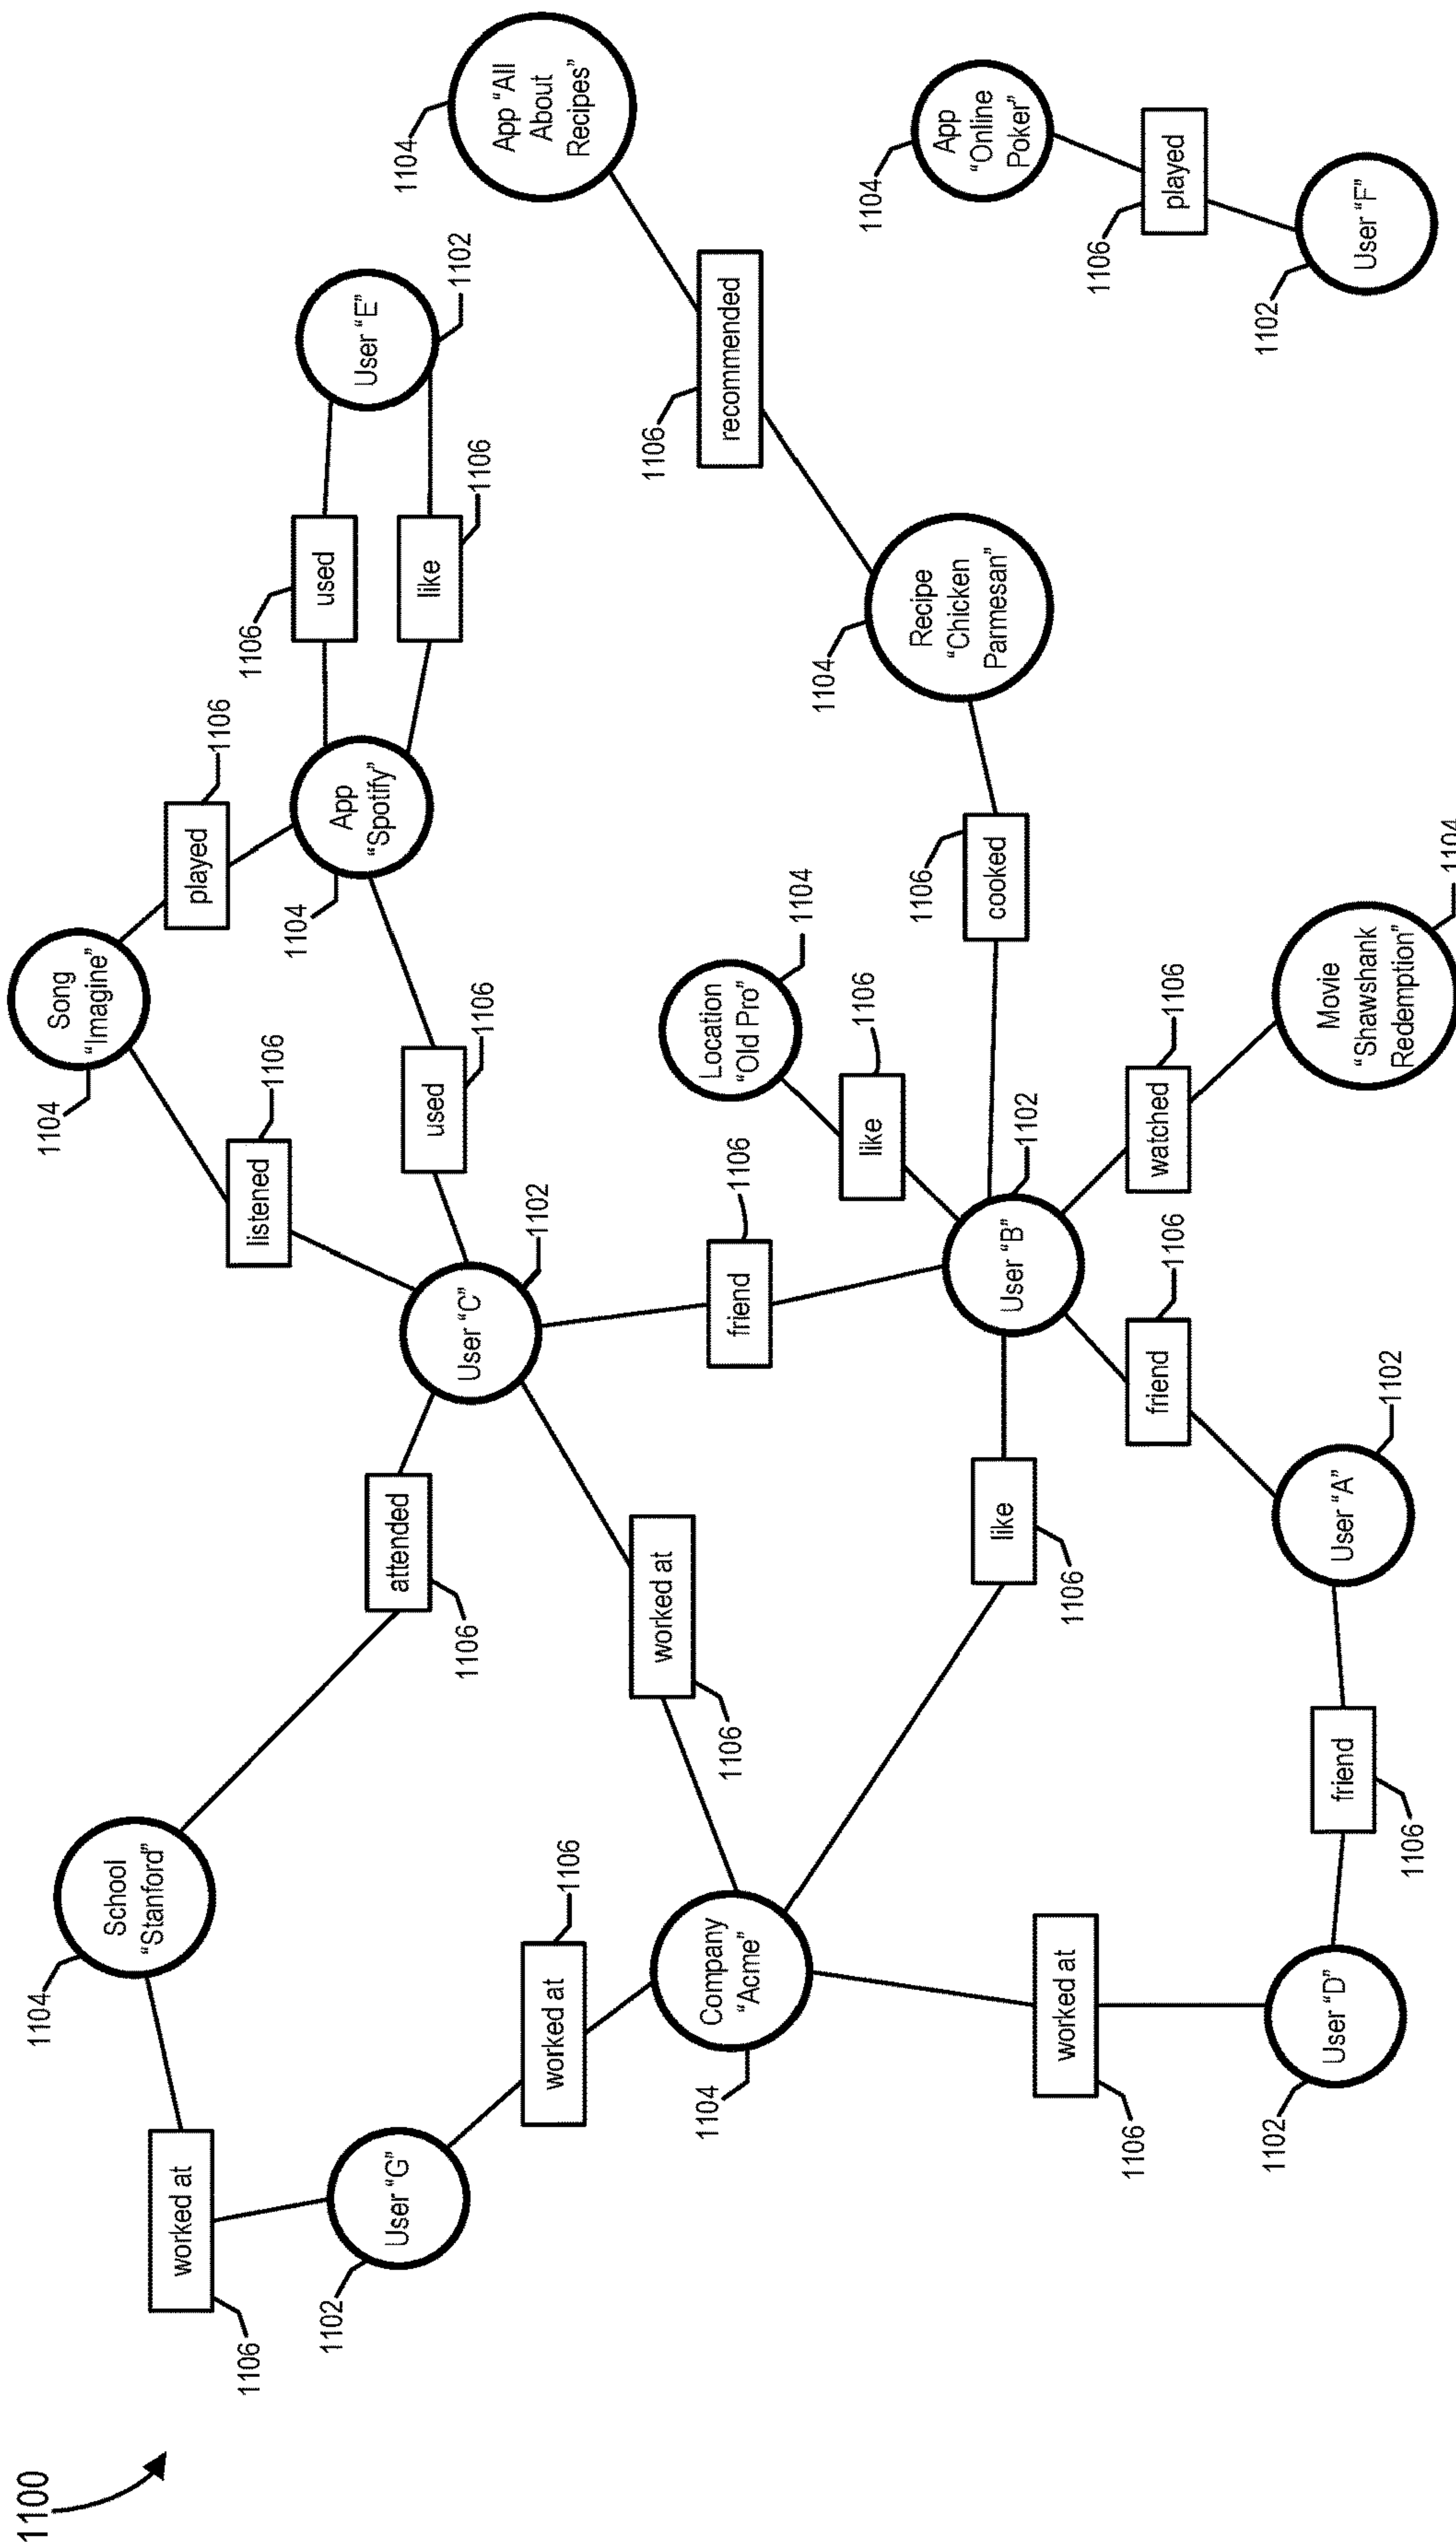 1100
1104
School
“Stanford”
worked at
1106
1104
Song
“Imagine”
played
1106
listened
1106
User “G”
1102
attended
1106
User “C”
1102
used
1106
App
“Spotify”
1104
used
1106
like
1106
User “E”
1102
worked at
1106
worked at
1106
App “All
About
Recipes”
1104
Company
“Acme”
1104
friend
1106
Location
“Old Pro”
1104
like
1106
recommended
1106
like
1106
User “B”
1102
cooked
1106
Recipe
“Chicken
Parmesan”
1104
App
“Online
Poker”
1104
worked at
1106
friend
1106
watched
1106
played
1106
User “D”
1102
friend
1106
User “A”
1102
Movie
“Shawshank
Redemption”
1104
User “F”
1102